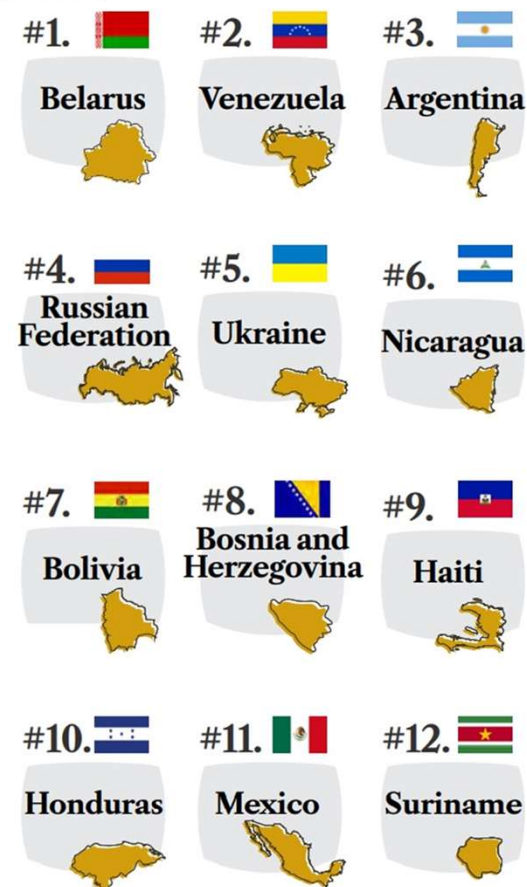 #1.
#2.
#3.
Belarus
Venezuela
Argentina
#4.
#5.
#6.
Russian
Federation
Ukraine
Nicaragua
#7.
#8.
#9.
Bolivia
Bosnia and
Herzegovina
Haiti
#10.
#11.
#12.
Honduras
Mexico
Suriname